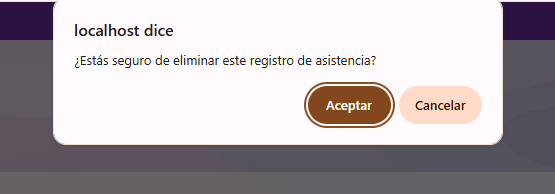 localhost dice
¿Estás seguro de eliminar este registro de asistencia?
Aceptar
Cancelar